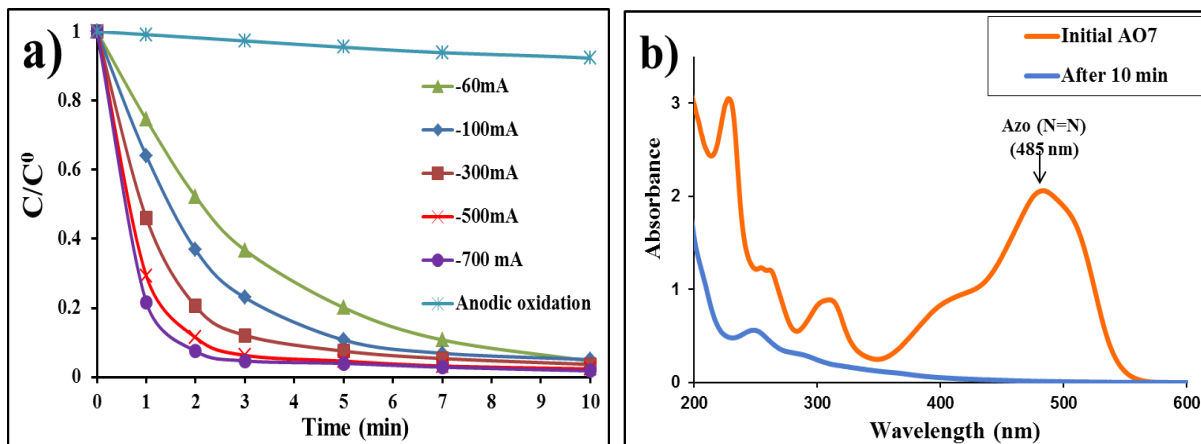 a)
C/C⁰
1
0.8
0.6
0.4
0.2
0
0 1 2 3 4 5 6 7 8 9 10
Time (min)
-60mA
-100mA
-300mA
-500mA
-700 mA
Anodic oxidation
b)
Initial AO7
After 10 min
Azo (N=N)
(485 nm)
Absorbance
3
2
1
0
200 300 400 500 600
Wavelength (nm)